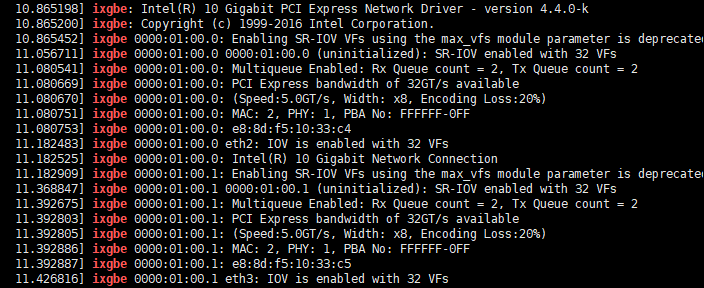 10.865198] ixgbe: Intel(R) 10 Gigabit PCI Express Network Driver - version 4.4.0-k
10.865200] ixgbe: Copyright (c) 1999-2016 Intel Corporation.
10.865452] ixgbe 0000:01:00.0: Enabling SR-IOV VFs using the max_vfs module parameter is deprecated
11.056711] ixgbe 0000:01:00.0 0000:01:00.0 (uninitialized): SR-IOV enabled with 32 VFs
11.080541] ixgbe 0000:01:00.0: Multiqueue Enabled: Rx Queue count = 2, Tx Queue count = 2
11.080669] ixgbe 0000:01:00.0: PCI Express bandwidth of 32GT/s available
11.080670] ixgbe 0000:01:00.0: (Speed:5.0GT/s, Width: x8, Encoding Loss:20%)
11.080751] ixgbe 0000:01:00.0: MAC: 2, PHY: 1, PBA No: FFFFFF-0FF
11.080753] ixgbe 0000:01:00.0: e8:8d:f5:10:33:c4
11.182483] ixgbe 0000:01:00.0 eth2: IOV is enabled with 32 VFs
11.182525] ixgbe 0000:01:00.0: Intel(R) 10 Gigabit Network Connection
11.182909] ixgbe 0000:01:00.1: Enabling SR-IOV VFs using the max_vfs module parameter is deprecated
11.368847] ixgbe 0000:01:00.1 0000:01:00.1 (uninitialized): SR-IOV enabled with 32 VFs
11.392675] ixgbe 0000:01:00.1: Multiqueue Enabled: Rx Queue count = 2, Tx Queue count = 2
11.392803] ixgbe 0000:01:00.1: PCI Express bandwidth of 32GT/s available
11.392805] ixgbe 0000:01:00.1: (Speed:5.0GT/s, Width: x8, Encoding Loss:20%)
11.392886] ixgbe 0000:01:00.1: MAC: 2, PHY: 1, PBA No: FFFFFF-0FF
11.392887] ixgbe 0000:01:00.1: e8:8d:f5:10:33:c5
11.426816] ixgbe 0000:01:00.1 eth3: IOV is enabled with 32 VFs